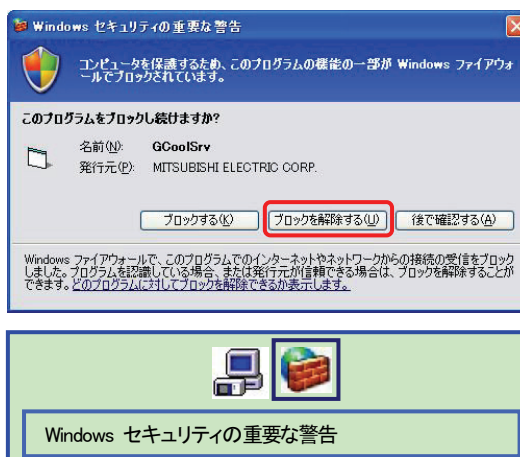 Windows セキュリティの重要な警告
コンピュータを保護するため、このプログラムの機能の一部が Windows ファイアウォ
ールでブロックされています。
このプログラムをブロックし続けますか?
名前(N): GCoolSrv
発行元(P): MITSUBISHI ELECTRIC CORP.
ブロックする(K) ブロックを解除する(U) 後で確認する(A)
Windows ファイアウォールで、このプログラムでのインターネットやネットワークからの接続の受信をブロック
しました。プログラムを認識している場合、または発行元が信頼できる場合は、ブロックを解除することが
できます。どのプログラムに対してブロックを解除できるか表示します。
Windows セキュリティの重要な警告